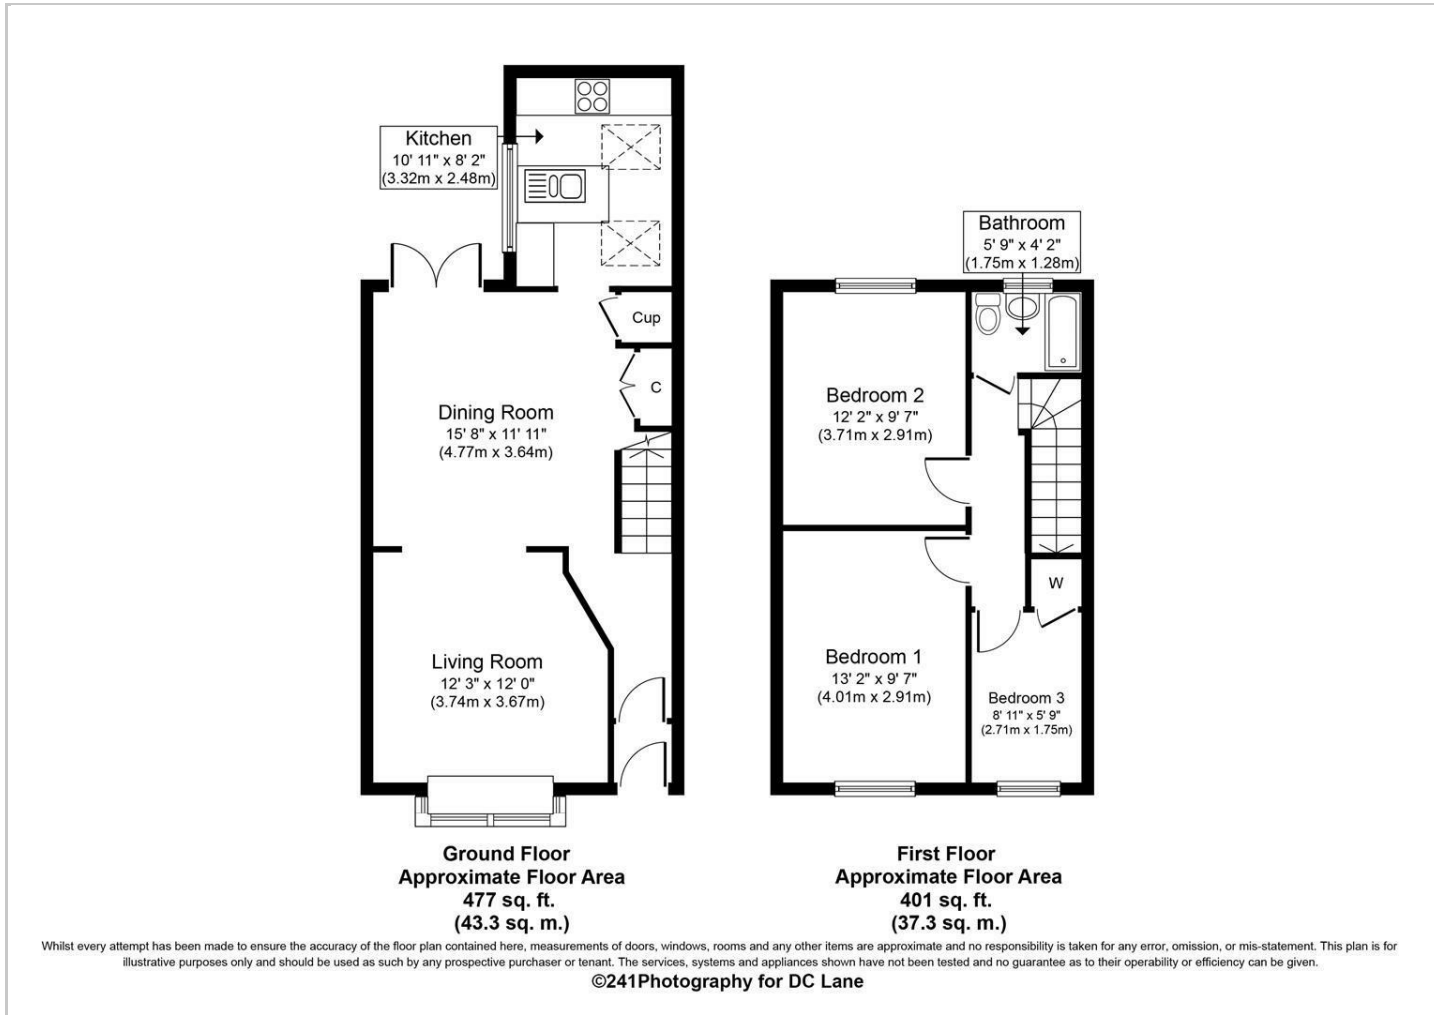 Kitchen
10' 11" x 8' 2"
(3.32m x 2.48m)
Cup
C
Dining Room
15' 8" x 11' 11"
(4.77m x 3.64m)
Living Room
12' 3" x 12' 0"
(3.74m x 3.67m)
Ground Floor
Approximate Floor Area
477 sq. ft.
(43.3 sq. m.)
Bathroom
5' 9" x 4' 2"
(1.75m x 1.28m)
Bedroom 2
12' 2" x 9' 7"
(3.71m x 2.91m)
W
Bedroom 1
13' 2" x 9' 7"
(4.01m x 2.91m)
Bedroom 3
8' 11" x 5' 9"
(2.71m x 1.75m)
First Floor
Approximate Floor Area
401 sq. ft.
(37.3 sq. m.)
Whilst every attempt has been made to ensure the accuracy of the floor plan contained here, measurements of doors, windows, rooms and any other items are approximate and no responsibility is taken for any error, omission, or mis-statement. This plan is for
illustrative purposes only and should be used as such by any prospective purchaser or tenant. The services, systems and appliances shown have not been tested and no guarantee as to their operability or efficiency can be given.
©241Photography for DC Lane